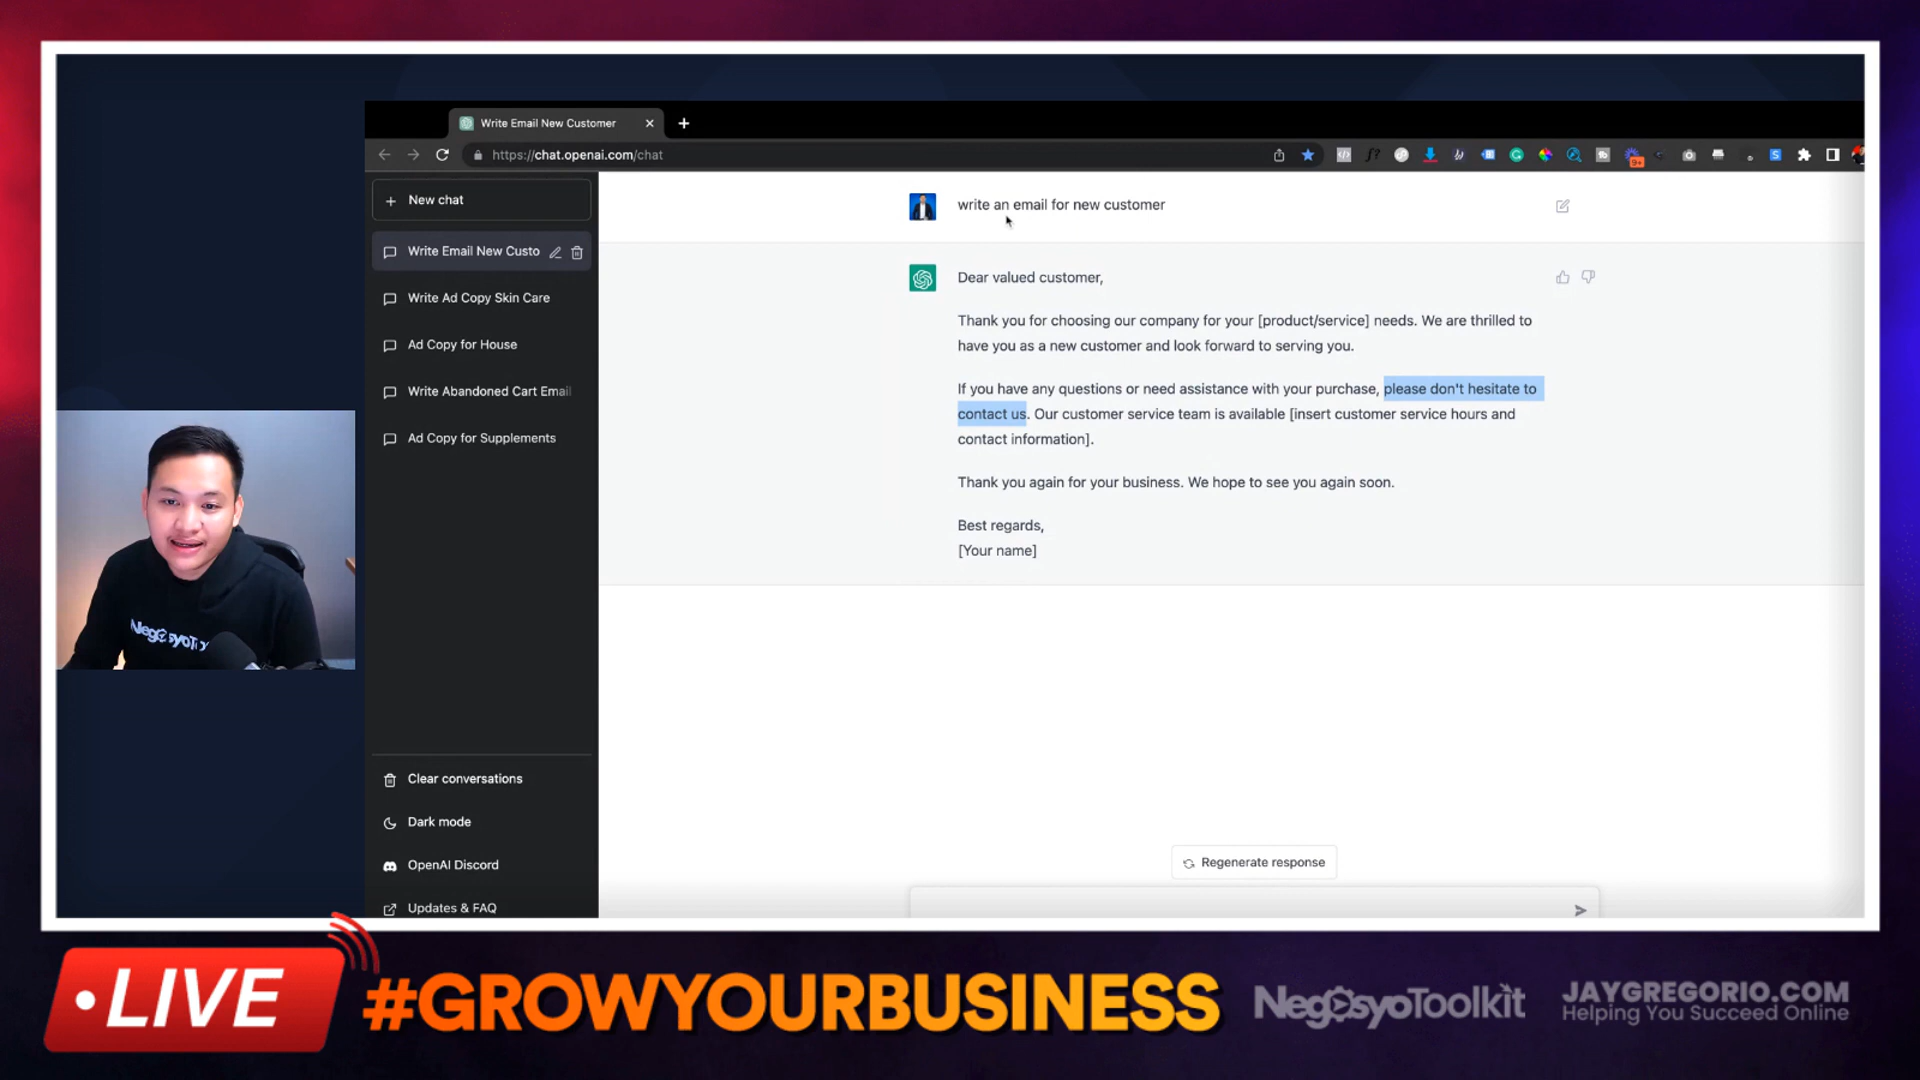 Write Email New Customer
https://chat.openai.com/chat
9+
New chat
Write Email New Custo
Write Ad Copy Skin Care
Ad Copy for House
Write Abandoned Cart Email
Ad Copy for Supplements
Clear conversations
Dark mode
OpenAI Discord
Updates & FAQ
write an email for new customer
Dear valued customer,
Thank you for choosing our company for your [product/service] needs. We are thrilled to
have you as a new customer and look forward to serving you.
If you have any questions or need assistance with your purchase, please don't hesitate to
contact us. Our customer service team is available [insert customer service hours and
contact information].
Thank you again for your business. We hope to see you again soon.
Best regards,
[Your name]
Regenerate response
LIVE
#GROWYOURBUSINESS
NegosyoToolkit
JAYGREGORIO.COM
Helping You Succeed Online